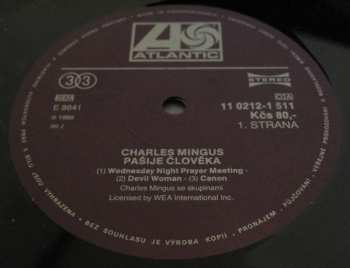 ATLANTIC
33
STEREO
E 9841
11 0212-1 511
Kčs 80,-
1. STRANA
CHARLES MINGUS
PAŠIJE ČLOVĚKA
(1) Wednesday Night Prayer Meeting -
(2) Devil Woman - (3) Canon
Charles Mingus se skupinami
Licensed by WEA International Inc.
VYHRAZENA - BEZ SOUHLASU JE VÝROBA KOPIÍ - PRONÁJEM - PŮJČOVÁNÍ - VEŘEJNÉ